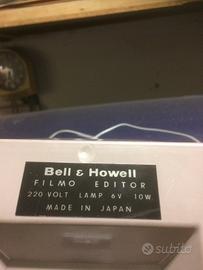 Bell & Howell
FILMO EDITOR
220 VOLT LAMP 6V 10W
MADE IN JAPAN
subito